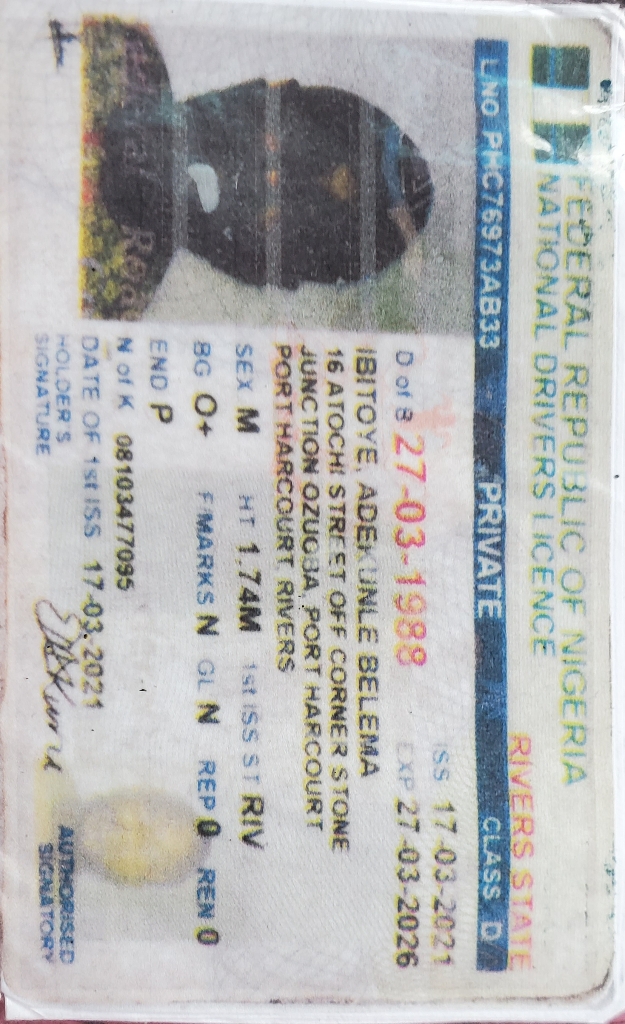 FEDERAL REPUBLIC OF NIGERIA
NATIONAL DRIVERS LICENCE
RIVERS STATE
L/NO PHC76973AB33 PRIVATE CLASS D
ISS 17-03-2021
D of B 27-03-1988 EXP 27-03-2026
IBITOYE, ADEKUNLE BELEMA
16 ATOCHI STREET OFF CORNER STONE
JUNCTION OZUOBA, PORT HARCOURT
PORT HARCOURT, RIVERS
SEX M HT 1.74M 1st ISS ST RIV
BG O+ F/MARKS N GL N REP 0 REN 0
END P
N of K 08103477095
DATE OF 1st ISS 17-03-2021
HOLDER'S
SIGNATURE
AUTHORISED
SIGNATORY